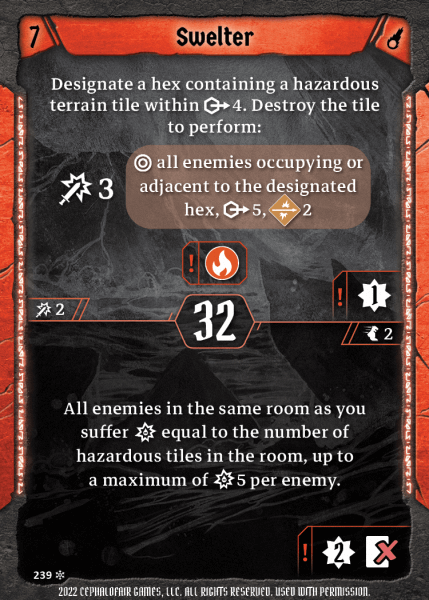 7
Swelter
Designate a hex containing a hazardous
terrain tile within 4. Destroy the tile
to perform:
3
all enemies occupying or
adjacent to the designated
hex, 5, 2
!
! 1
2
32
2
All enemies in the same room as you
suffer equal to the number of
hazardous tiles in the room, up to
a maximum of 5 per enemy.
! 2
239
2022 CEPHALOFAIR GAMES, LLC. ALL RIGHTS RESERVED. USED WITH PERMISSION.